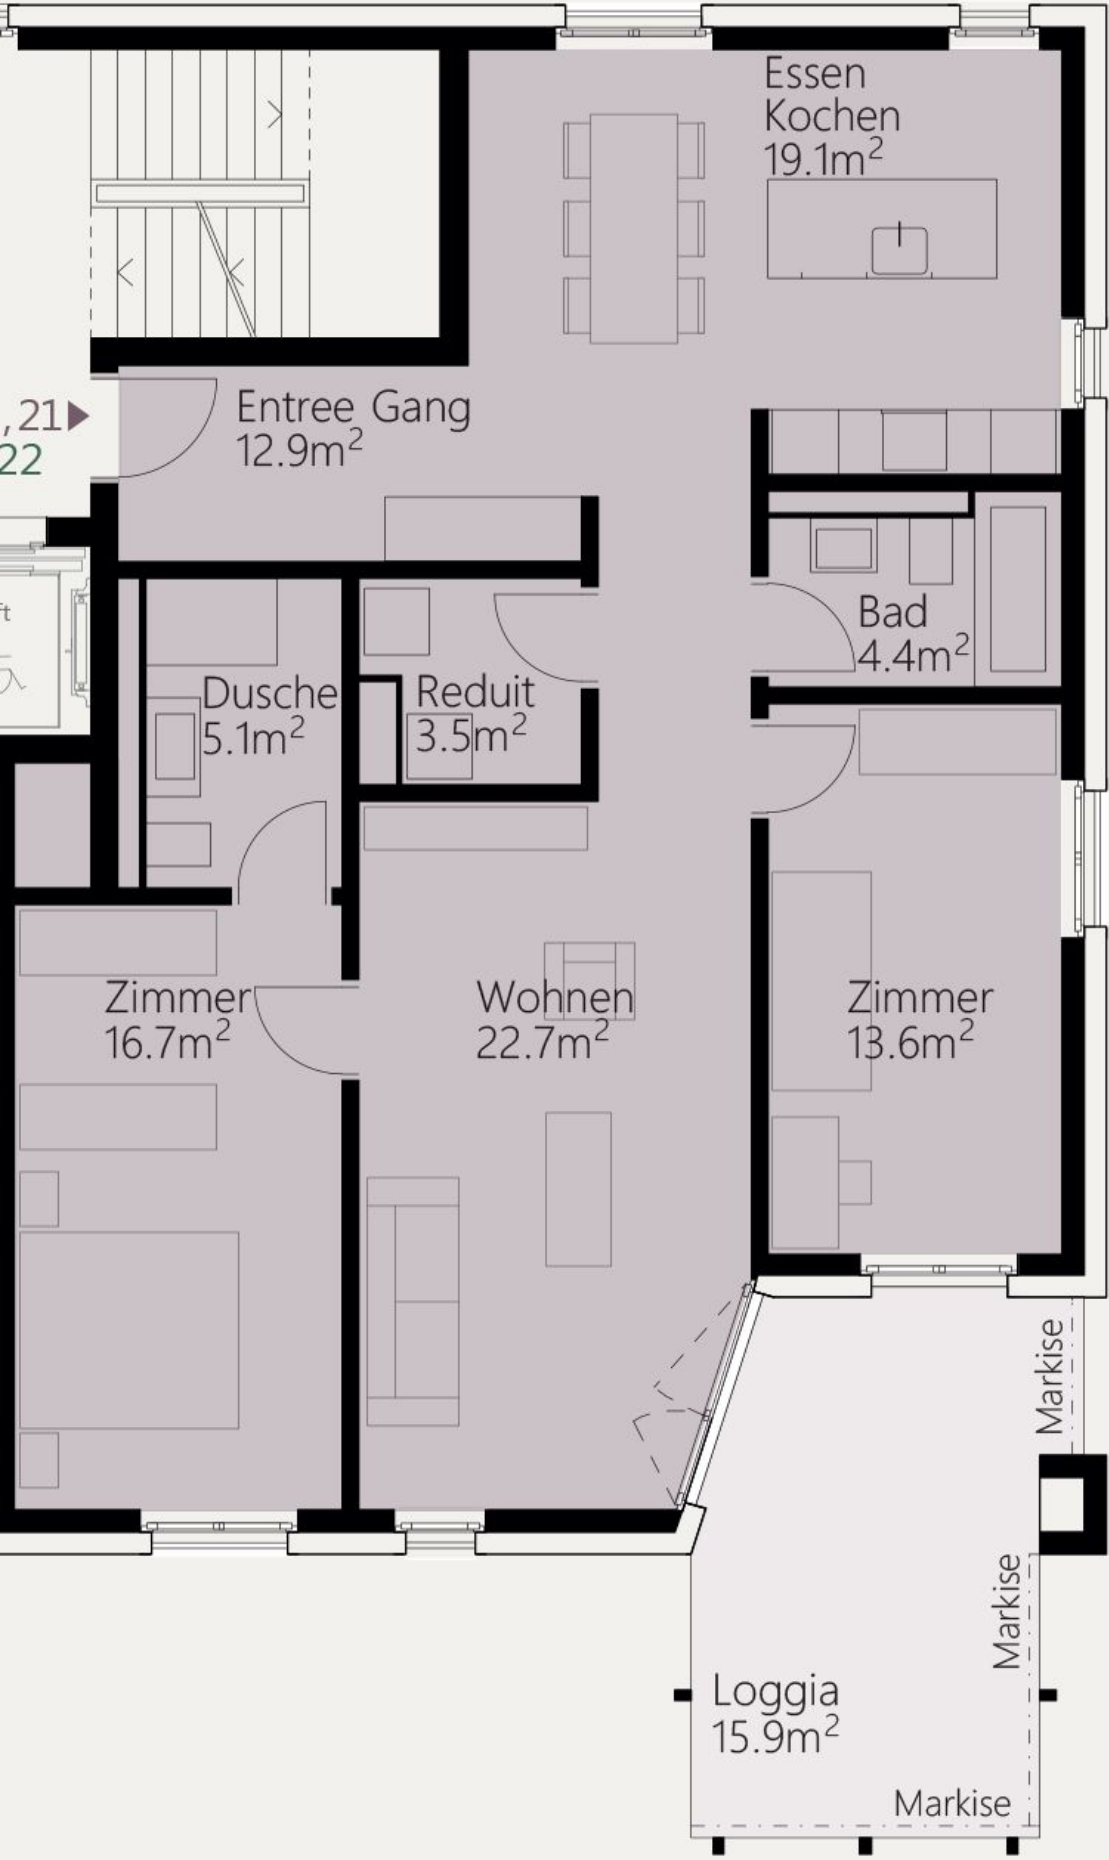 Essen
Kochen
19.1m²
,21
22
Entree Gang
12.9m²
ft
Bad
4.4m²
Dusche
5.1m²
Reduit
3.5m²
Zimmer
16.7m²
Wohnen
22.7m²
Zimmer
13.6m²
Markise
Markise
Loggia
15.9m²
Markise